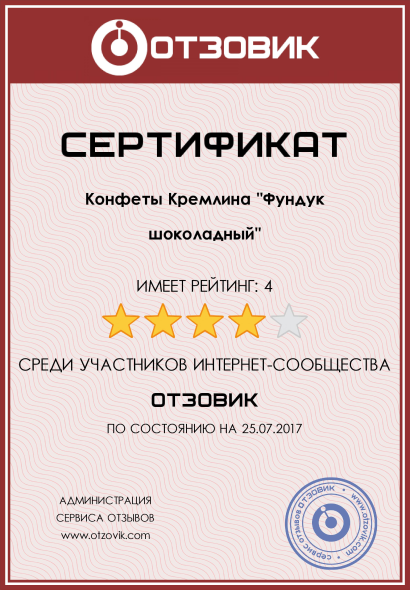 ОТЗОВИК
СЕРТИФИКАТ
Конфеты Кремлина "Фундук
шоколадный"
ИМЕЕТ РЕЙТИНГ: 4
СРЕДИ УЧАСТНИКОВ ИНТЕРНЕТ-СООБЩЕСТВА
ОТЗОВИК
ПО СОСТОЯНИЮ НА 25.07.2017
АДМИНИСТРАЦИЯ
СЕРВИСА ОТЗЫВОВ
www.otzovik.com
ОТЗОВИК • www.otzovik.com • сервис отзывов